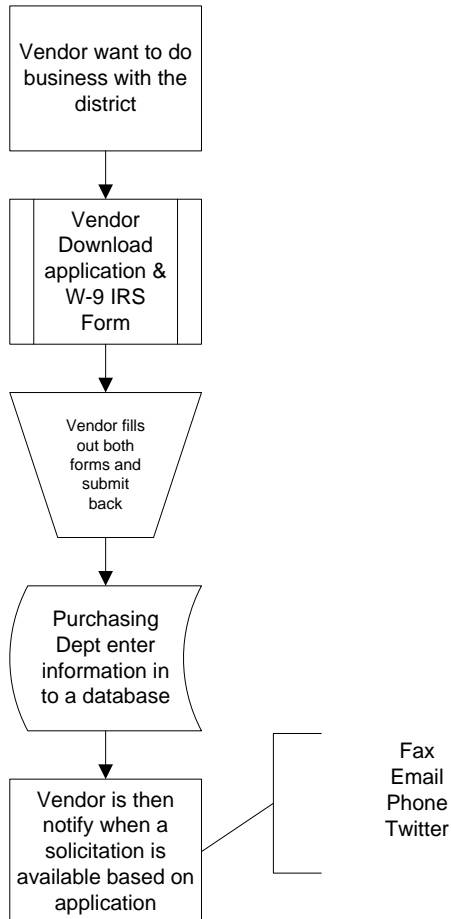 Vendor want to do
business with the
district
Vendor
Download
application &
W-9 IRS
Form
Vendor fills
out both
forms and
submit
back
Purchasing
Dept enter
information in
to a database
Vendor is then
notify when a
solicitation is
available based on
application
Fax
Email
Phone
Twitter